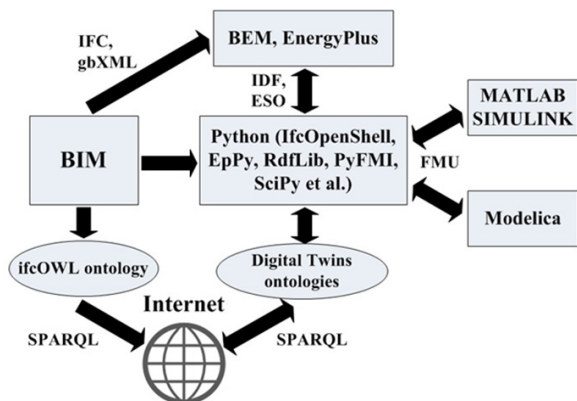 IFC,
gbXML
BEM, EnergyPlus
IDF,
ESO
MATLAB
SIMULINK
BIM
Python (IfcOpenShell,
EpPy, RdfLib, PyFMI,
SciPy et al.)
FMU
Modelica
ifcOWL ontology
Digital Twins
ontologies
Internet
SPARQL
SPARQL